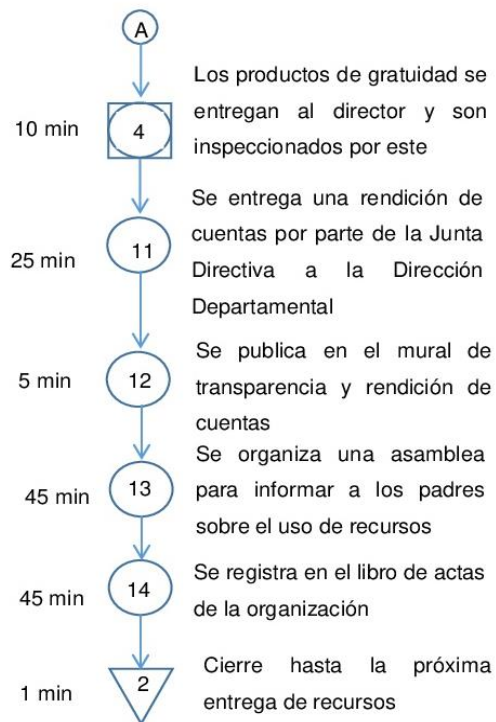 A
Los productos de gratuidad se
entregan al director y son
10 min
4
inspeccionados por este
Se entrega una rendición de
cuentas por parte de la Junta
25 min
11
Directiva a la Dirección
Departamental
Se publica en el mural de
5 min
12
transparencia y rendición de
cuentas
Se organiza una asamblea
45 min
13
para informar a los padres
sobre el uso de recursos
45 min
14
Se registra en el libro de actas
de la organización
1 min
2
Cierre hasta la próxima
entrega de recursos